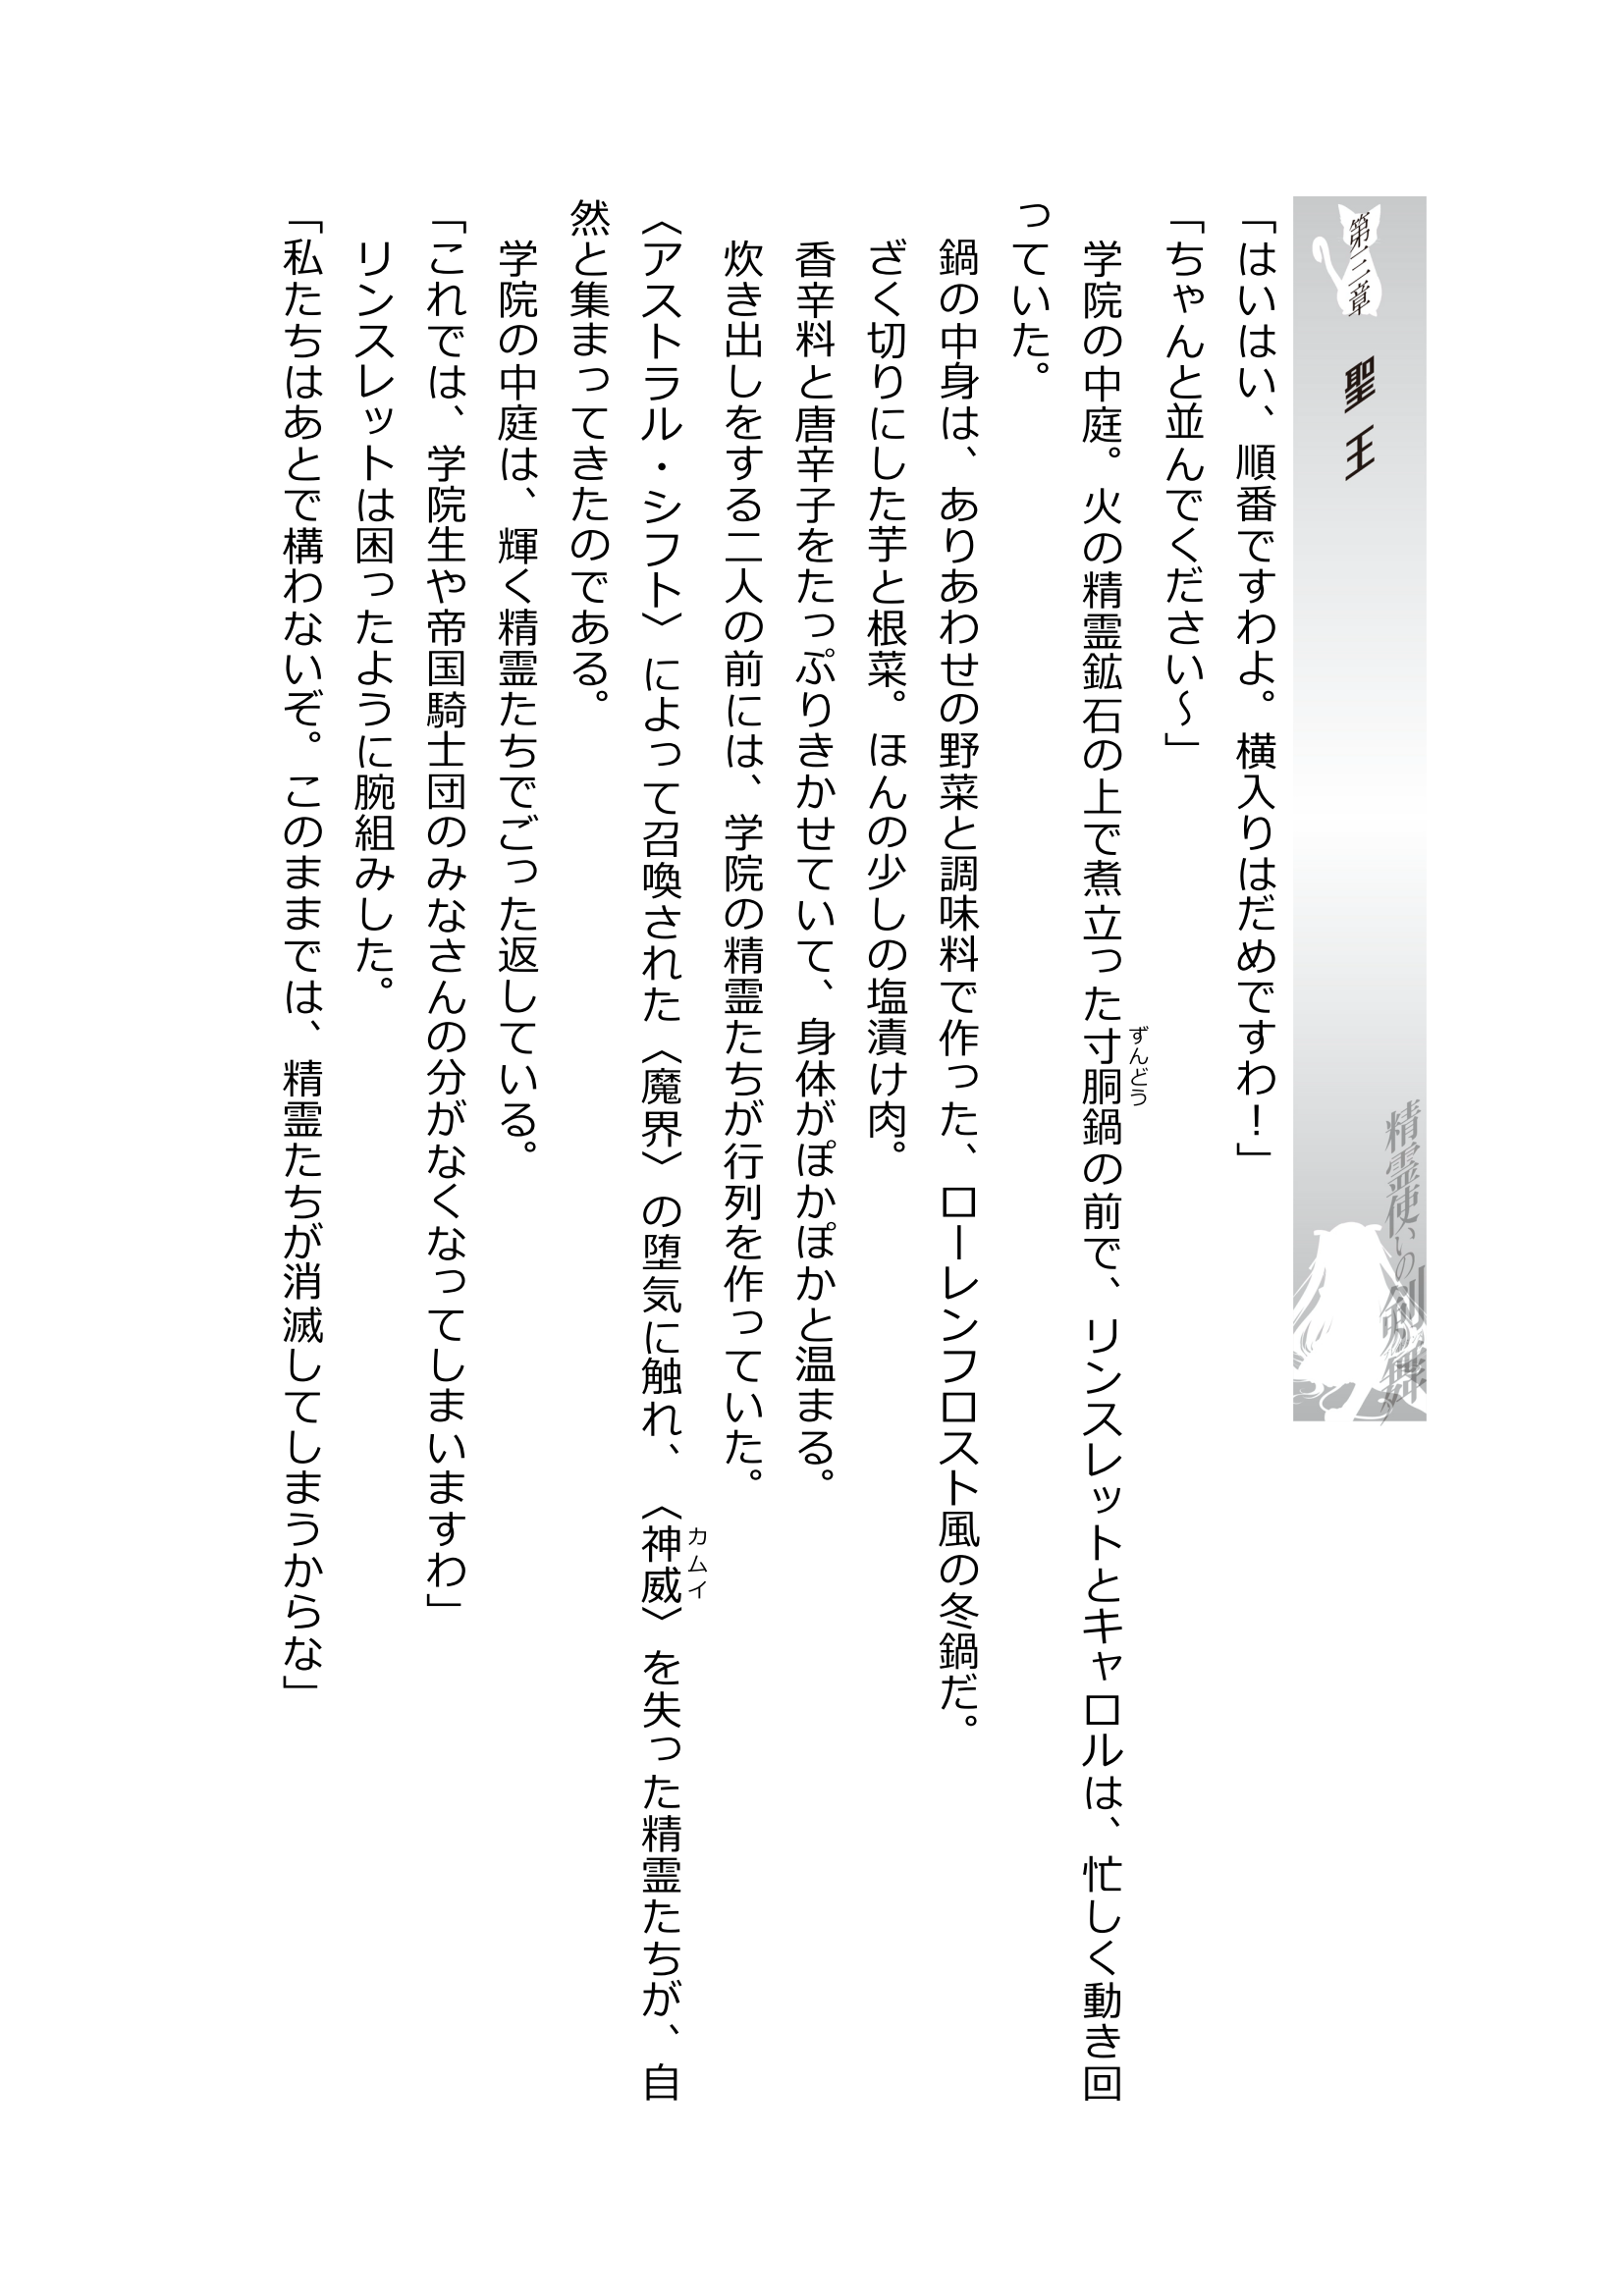 第三章 聖王
精霊使いの剣舞
「はいはい、順番ですわよ。横入りはだめですわ！」
「ちゃんと並んでください～」
学院の中庭。火の精霊鉱石の上で煮立った寸胴鍋の前で、リンスレットとキャロルは、忙しく動き回
ずんどう
っていた。
鍋の中身は、ありあわせの野菜と調味料で作った、ローレンフロスト風の冬鍋だ。
ざく切りにした芋と根菜。ほんの少しの塩漬け肉。
香辛料と唐辛子をたっぷりきかせていて、身体がぽかぽかと温まる。
炊き出しをする二人の前には、学院の精霊たちが行列を作っていた。
〈アストラル・シフト〉によって召喚された〈魔界〉の堕気に触れ、〈神威〉を失った精霊たちが、自
カムイ
然と集まってきたのである。
学院の中庭は、輝く精霊たちでごった返している。
「これでは、学院生や帝国騎士団のみなさんの分がなくなってしまいますわ」
リンスレットは困ったように腕組みした。
「私たちはあとで構わないぞ。このままでは、精霊たちが消滅してしまうからな」